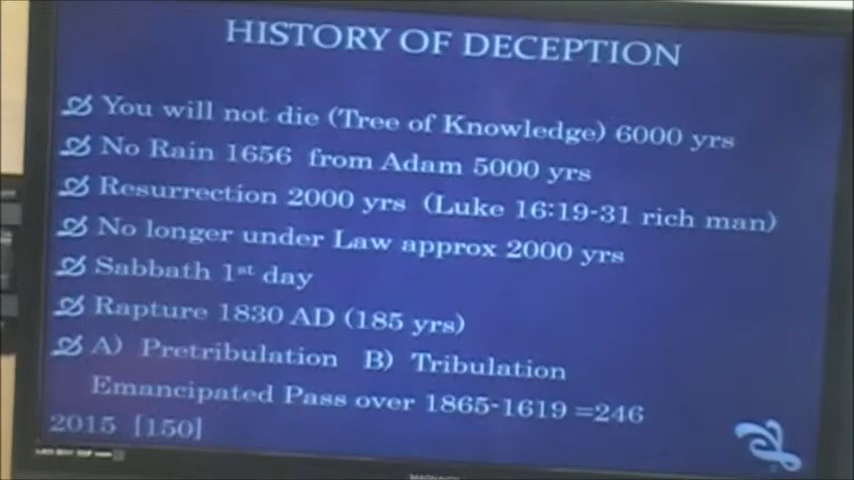 HISTORY OF DECEPTION
You will not die (Tree of Knowledge) 6000 yrs
No Rain 1656 from Adam 5000 yrs
Resurrection 2000 yrs (Luke 16:19-31 rich man)
No longer under Law approx 2000 yrs
Sabbath 1st day
Rapture 1830 AD (185 yrs)
A) Pretribulation B) Tribulation
Emancipated Pass over 1865-1619 =246
2015 [150]